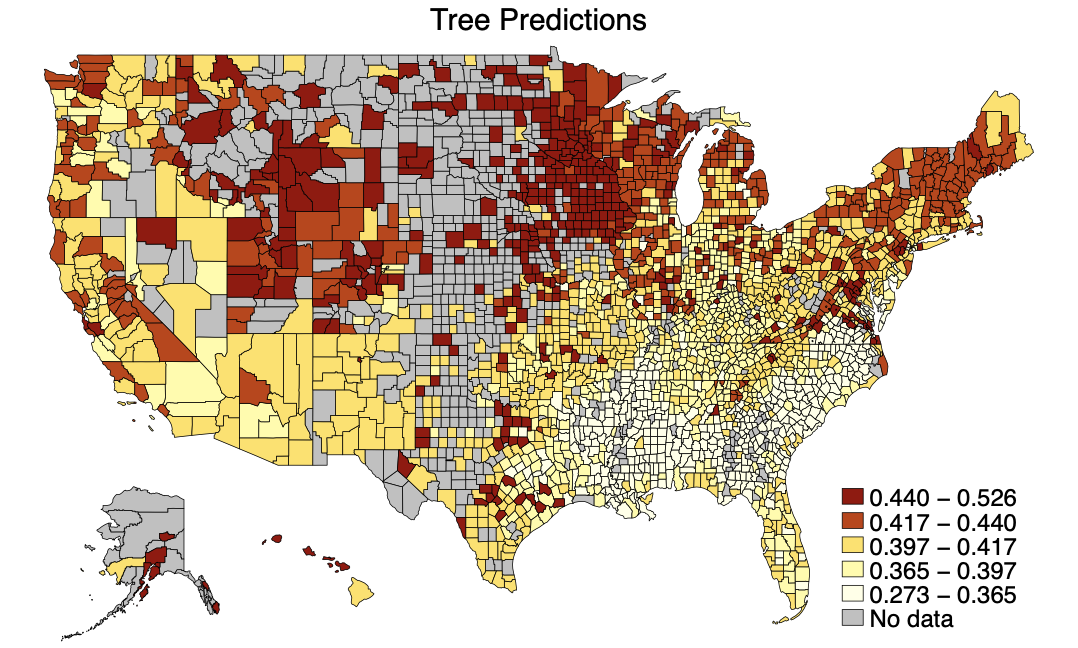 Tree Predictions
0.440 – 0.526
0.417 – 0.440
0.397 – 0.417
0.365 – 0.397
0.273 – 0.365
No data